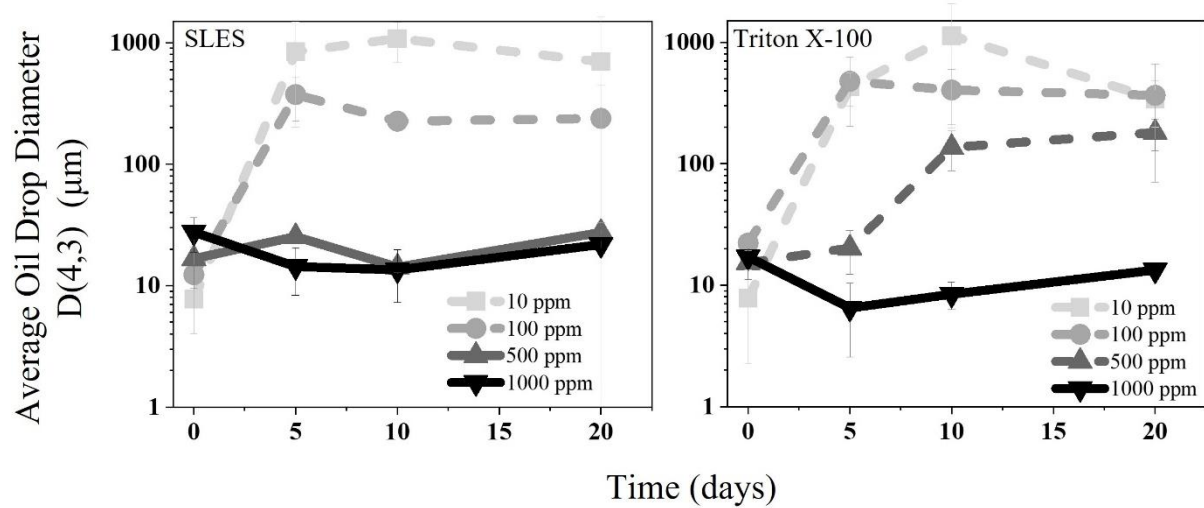 Average Oil Drop Diameter
D(4,3) (μm)
SLES
1000
100
10
1
0 5 10 15 20
10 ppm
100 ppm
500 ppm
1000 ppm
Triton X-100
1000
100
10
1
0 5 10 15 20
10 ppm
100 ppm
500 ppm
1000 ppm
Time (days)